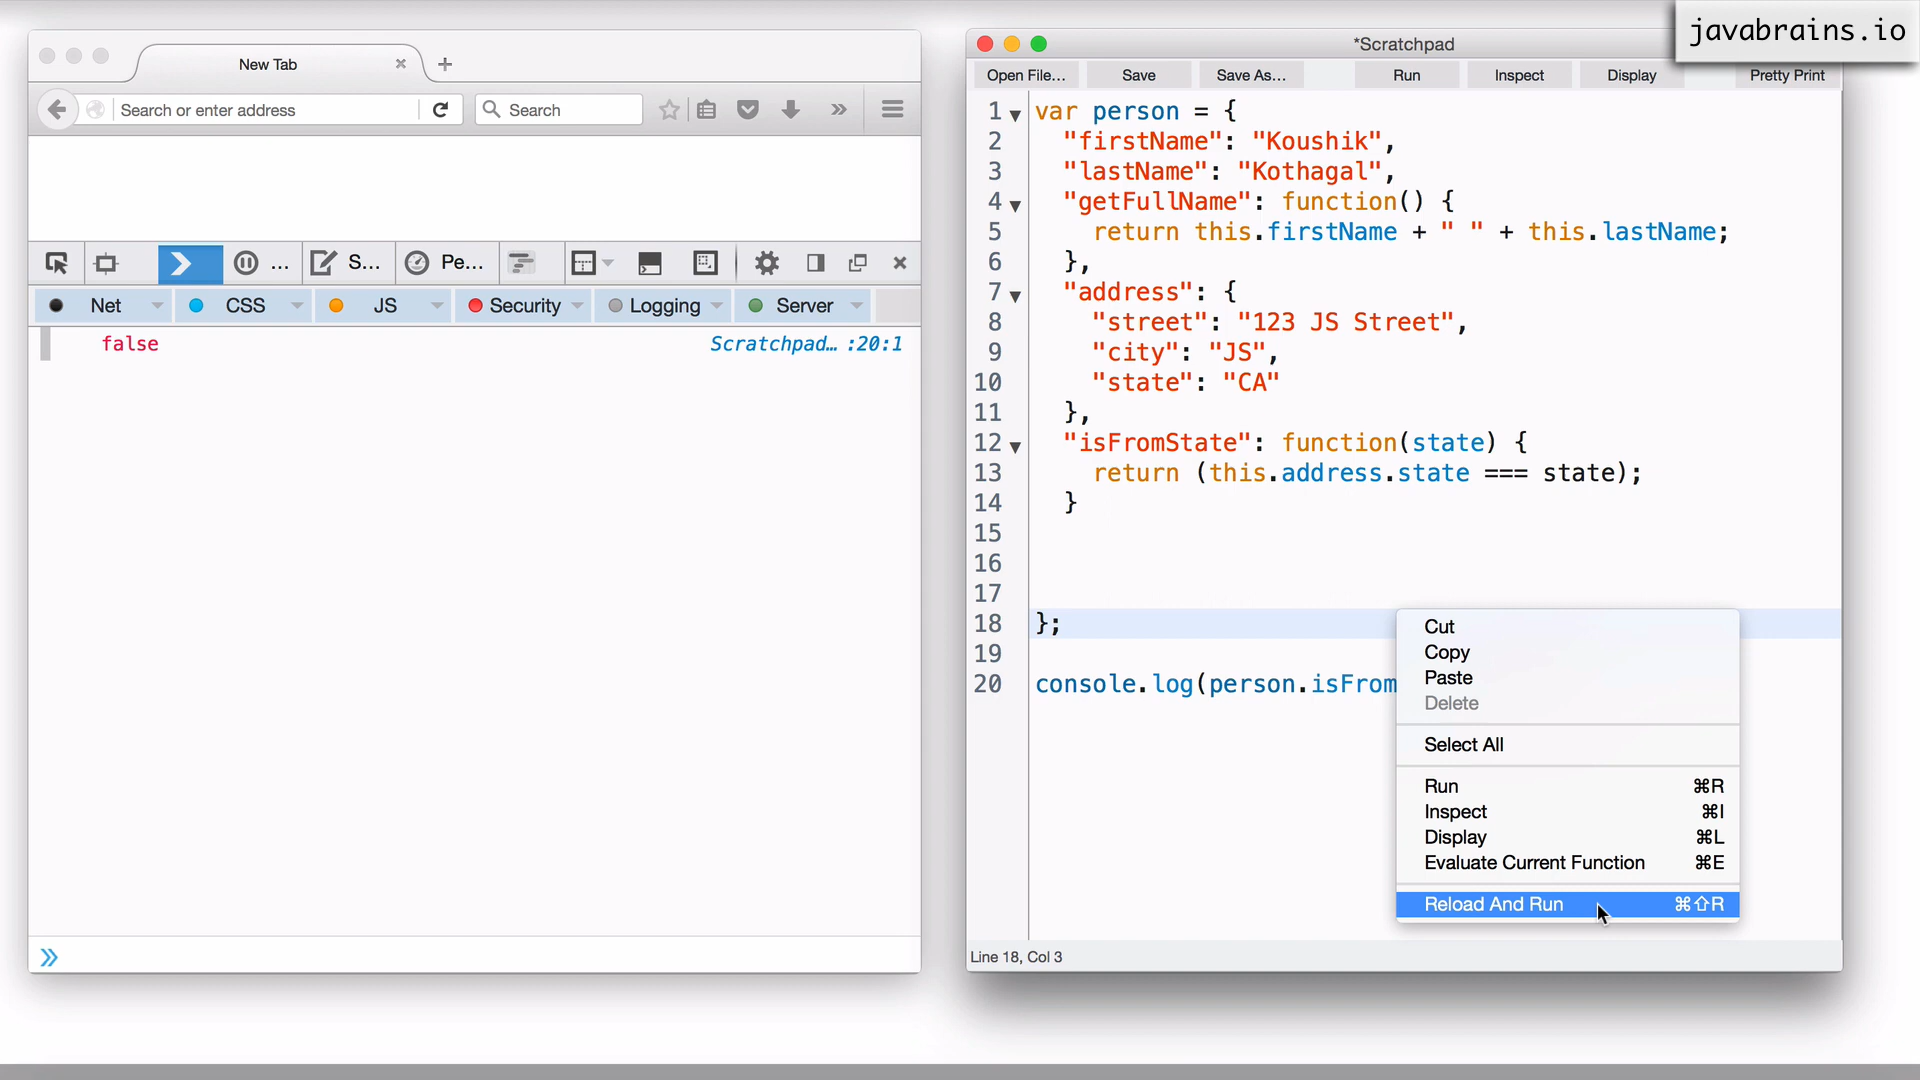 javabrains.io
New Tab
Search or enter address
Search
... S... Pe...
Net CSS JS Security Logging Server
false Scratchpad... :20:1
*Scratchpad
Open File... Save Save As... Run Inspect Display Pretty Print
1 var person = {
2 "firstName": "Koushik",
3 "lastName": "Kothagal",
4 "getFullName": function() {
5 return this.firstName + " " + this.lastName;
6 },
7 "address": {
8 "street": "123 JS Street",
9 "city": "JS",
10 "state": "CA"
11 },
12 "isFromState": function(state) {
13 return (this.address.state === state);
14 }
15
16
17
18 };
19
20 console.log(person.isFrom
Cut
Copy
Paste
Delete
Select All
Run ⌘R
Inspect ⌘I
Display ⌘L
Evaluate Current Function ⌘E
Reload And Run ⌘⇧R
Line 18, Col 3